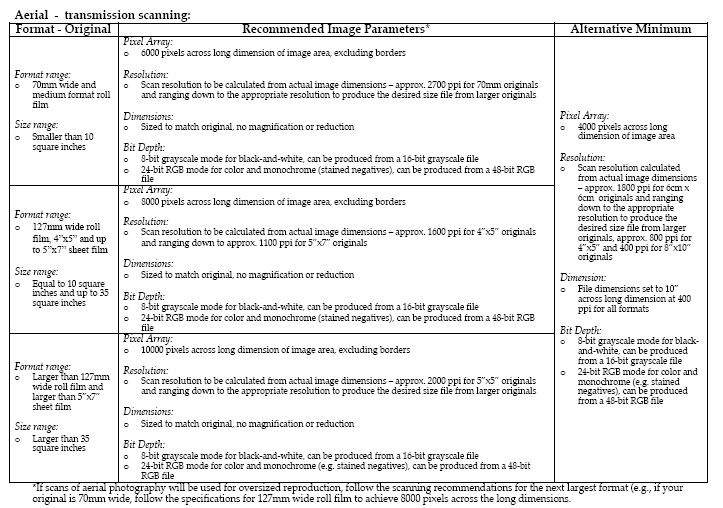 Aerial - transmission scanning:
Format - Original
Recommended Image Parameters*
Alternative Minimum
Format range:
o 70mm wide and
medium format roll
film
Size range:
o Smaller than 10
square inches
Pixel Array:
o 6000 pixels across long dimension of image area, excluding borders
Resolution:
o Scan resolution to be calculated from actual image dimensions – approx. 2700 ppi for 70mm originals
and ranging down to the appropriate resolution to produce the desired size file from larger originals
Dimensions:
o Sized to match original, no magnification or reduction
Bit Depth:
o 8-bit grayscale mode for black-and-white, can be produced from a 16-bit grayscale file
o 24-bit RGB mode for color and monochrome (stained negatives), can be produced from a 48-bit RGB
file
Format range:
o 127mm wide roll
film, 4"x5" and up
to 5"x7" sheet film
Size range:
o Equal to 10 square
inches and up to 35
square inches
Pixel Array:
o 8000 pixels across long dimension of image area, excluding borders
Resolution:
o Scan resolution to be calculated from actual image dimensions – approx. 1600 ppi for 4"x5" originals
and ranging down to approx. 1100 ppi for 5"x7" originals
Dimensions:
o Sized to match original, no magnification or reduction
Bit Depth:
o 8-bit grayscale mode for black-and-white, can be produced from a 16-bit grayscale file
o 24-bit RGB mode for color and monochrome (stained negatives), can be produced from a 48-bit RGB
file
Format range:
o Larger than 127mm
wide roll film and
larger than 5"x7"
sheet film
Size range:
o Larger than 35
square inches
Pixel Array:
o 10000 pixels across long dimension of image area, excluding borders
Resolution:
o Scan resolution to be calculated from actual image dimensions – approx. 2000 ppi for 5"x5" originals
and ranging down to the appropriate resolution to produce the desired size file from larger originals
Dimensions:
o Sized to match original, no magnification or reduction
Bit Depth:
o 8-bit grayscale mode for black-and-white, can be produced from a 16-bit grayscale file
o 24-bit RGB mode for color and monochrome (e.g. stained negatives), can be produced from a 48-bit
RGB file
Pixel Array:
o 4000 pixels across long
dimension of image area
Resolution:
o Scan resolution calculated
from actual image dimensions
– approx. 1800 ppi for 6cm x
6cm originals and ranging
down to the appropriate
resolution to produce the
desired size file from larger
originals, approx. 800 ppi for
4"x5" and 400 ppi for 8"x10"
originals
Dimension:
o File dimensions set to 10"
across long dimension at 400
ppi for all formats
Bit Depth:
o 8-bit grayscale mode for black-
and-white, can be produced
from a 16-bit grayscale file
o 24-bit RGB mode for color and
monochrome (e.g. stained
negatives), can be produced
from a 48-bit RGB file
*If scans of aerial photography will be used for oversized reproduction, follow the scanning recommendations for the next largest format (e.g., if your
original is 70mm wide, follow the specifications for 127mm wide roll film to achieve 8000 pixels across the long dimensions.